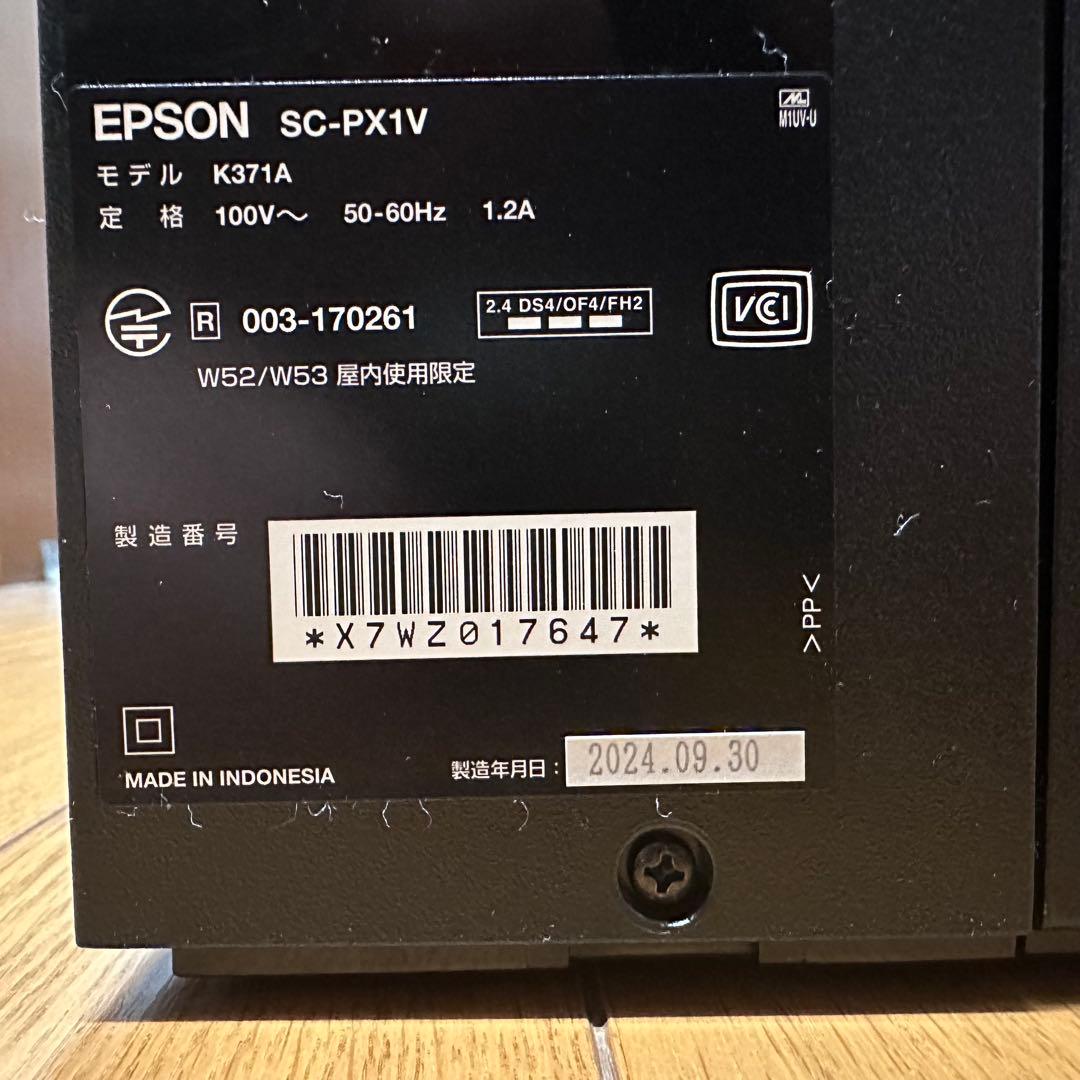 EPSON SC-PX1V
M1UV-U
モデル K371A
定 格 100V～ 50-60Hz 1.2A
R 003-170261
2.4 DS4/OF4/FH2
VCI
W52/W53 屋内使用限定
製造番号
*X7WZ017647*
>PP<
MADE IN INDONESIA
製造年月日： 2024.09.30